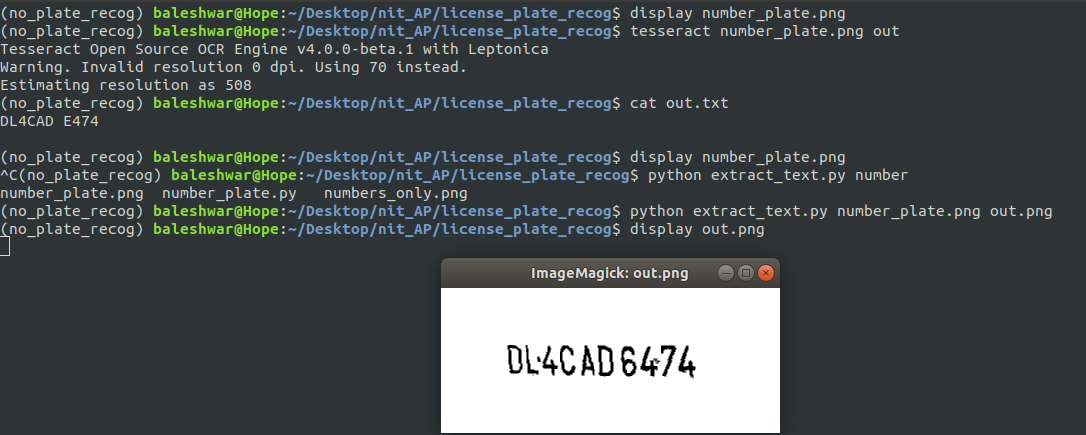 (no_plate_recog) baleshwar@Hope:~/Desktop/nit_AP/license_plate_recog$ display number_plate.png
(no_plate_recog) baleshwar@Hope:~/Desktop/nit_AP/license_plate_recog$ tesseract number_plate.png out
Tesseract Open Source OCR Engine v4.0.0-beta.1 with Leptonica
Warning. Invalid resolution 0 dpi. Using 70 instead.
Estimating resolution as 508
(no_plate_recog) baleshwar@Hope:~/Desktop/nit_AP/license_plate_recog$ cat out.txt
DL4CAD E474
(no_plate_recog) baleshwar@Hope:~/Desktop/nit_AP/license_plate_recog$ display number_plate.png
^C(no_plate_recog) baleshwar@Hope:~/Desktop/nit_AP/license_plate_recog$ python extract_text.py number
number_plate.png  number_plate.py   numbers_only.png
(no_plate_recog) baleshwar@Hope:~/Desktop/nit_AP/license_plate_recog$ python extract_text.py number_plate.png out.png
(no_plate_recog) baleshwar@Hope:~/Desktop/nit_AP/license_plate_recog$ display out.png
ImageMagick: out.png
DL4CAD6474